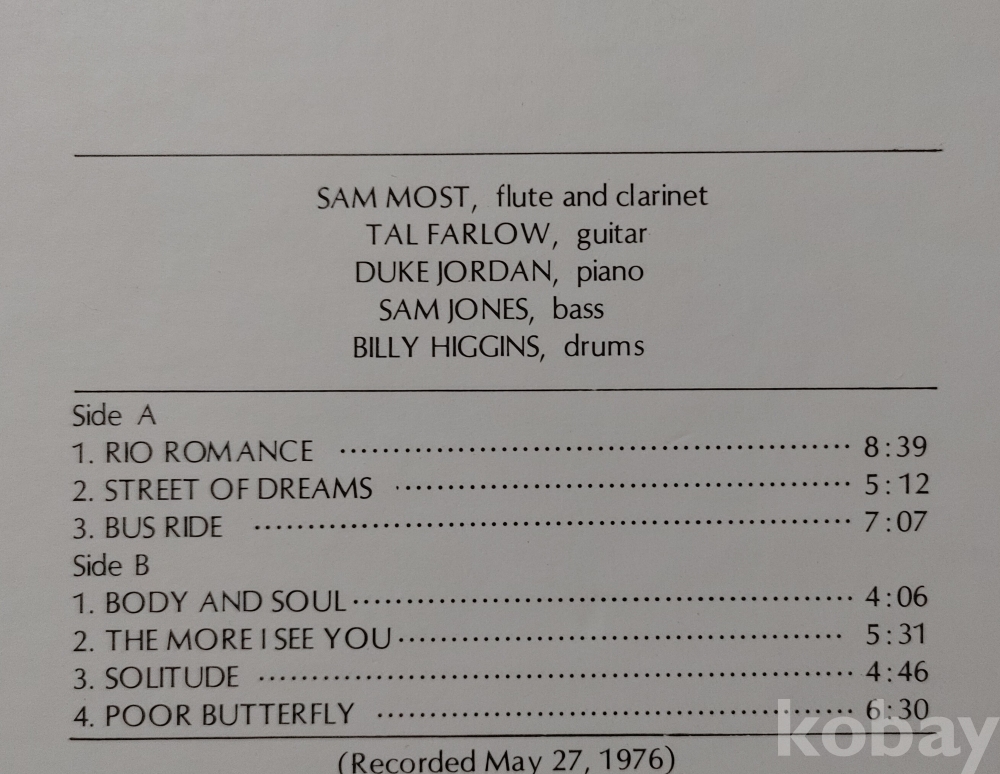 SAM MOST, flute and clarinet
TAL FARLOW, guitar
DUKE JORDAN, piano
SAM JONES, bass
BILLY HIGGINS, drums
Side A
1. RIO ROMANCE ........ 8:39
2. STREET OF DREAMS ........ 5:12
3. BUS RIDE ........ 7:07
Side B
1. BODY AND SOUL ........ 4:06
2. THE MORE I SEE YOU ........ 5:31
3. SOLITUDE ........ 4:46
4. POOR BUTTERFLY ........ 6:30
(Recorded May 27, 1976)
kobay